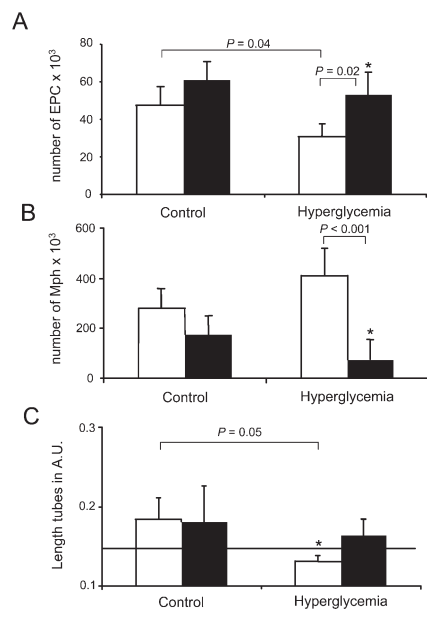 A
number of EPC x 10³
80
60
40
20
0
P = 0.04
P = 0.02
*
Control
Hyperglycemia
B
number of Mph x 10³
600
400
200
0
P < 0.001
*
Control
Hyperglycemia
C
Length tubes in A.U.
0.3
0.2
0.1
P = 0.05
*
Control
Hyperglycemia